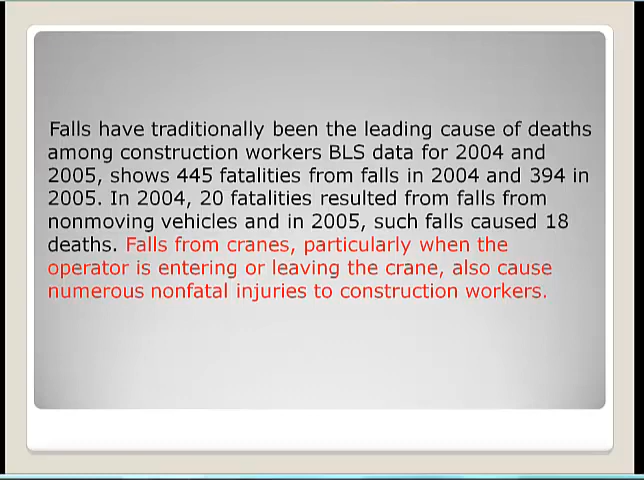 Falls have traditionally been the leading cause of deaths
among construction workers BLS data for 2004 and
2005, shows 445 fatalities from falls in 2004 and 394 in
2005. In 2004, 20 fatalities resulted from falls from
nonmoving vehicles and in 2005, such falls caused 18
deaths. Falls from cranes, particularly when the
operator is entering or leaving the crane, also cause
numerous nonfatal injuries to construction workers.